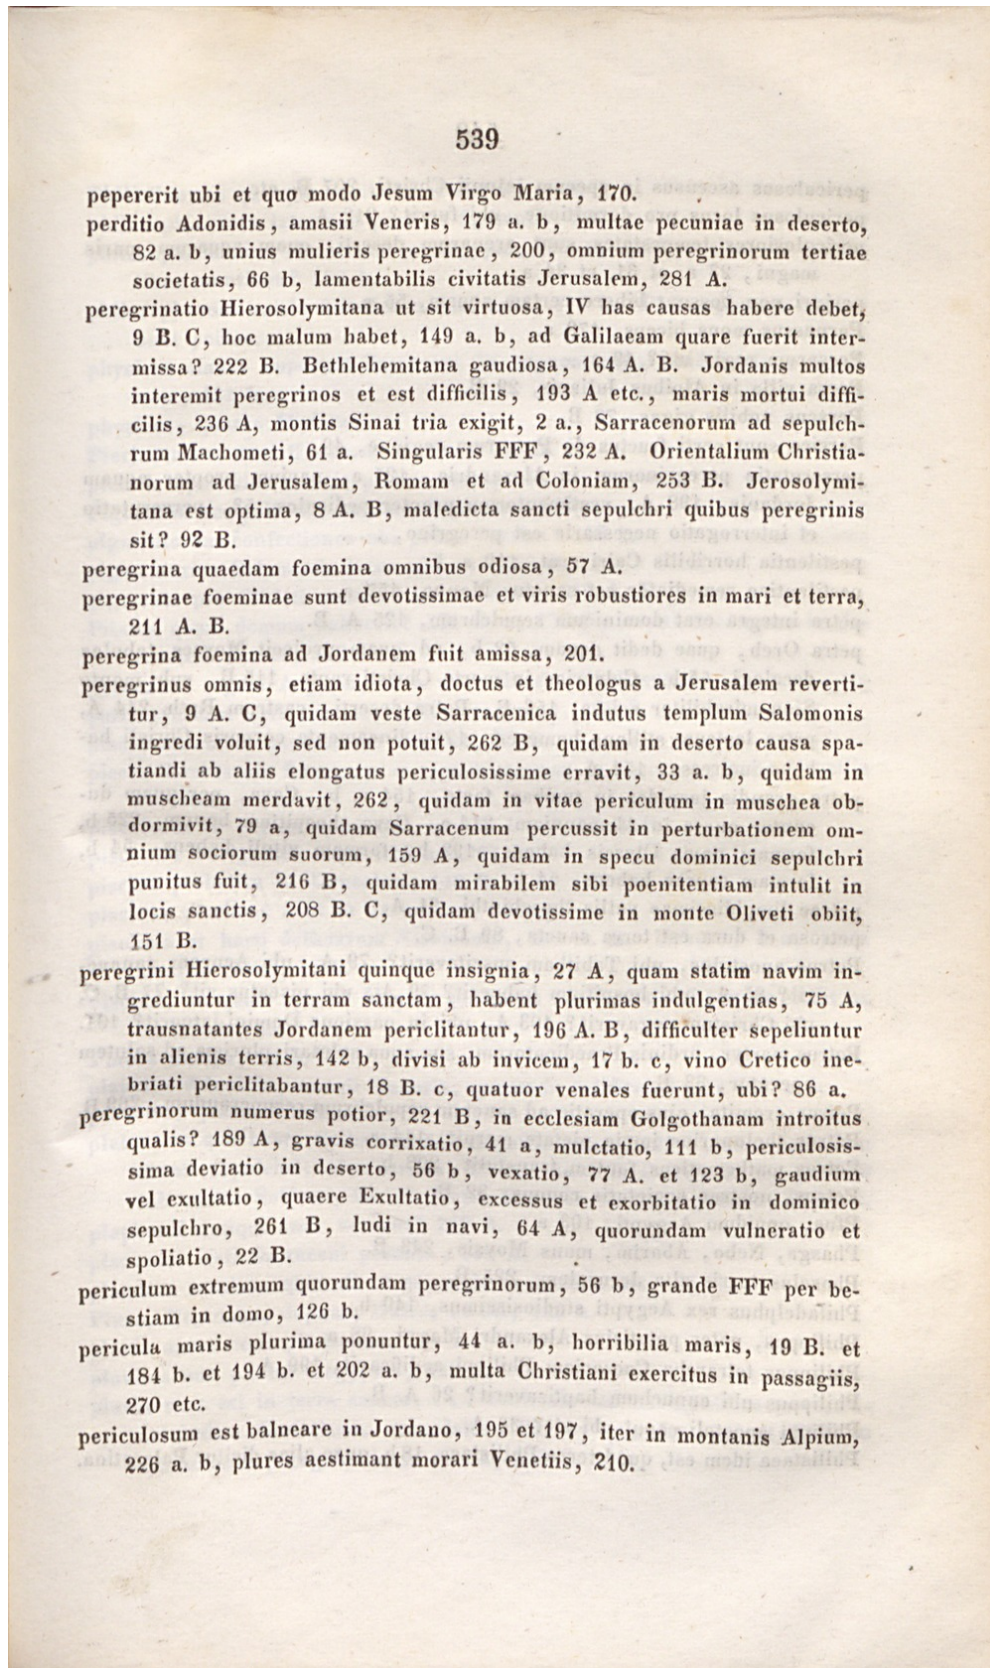 539
pepererit ubi et quo modo Jesum Virgo Maria, 170.
perditio Adonidis, amasii Veneris, 179 a. b, multae pecuniae in deserto,
82 a. b, unius mulieris peregrinae, 200, omnium peregrinorum tertiae
societatis, 66 b, lamentabilis civitatis Jerusalem, 281 A.
peregrinatio Hierosolymitana ut sit virtuosa, IV has causas habere debet,
9 B. C, hoc malum habet, 149 a. b, ad Galilaeam quare fuerit inter-
missa? 222 B. Bethlehemitana gaudiosa, 164 A. B. Jordanis multos
interemit peregrinos et est difficilis, 193 A etc., maris mortui diffi-
cilis, 236 A, montis Sinai tria exigit, 2 a., Sarracenorum ad sepulch-
rum Machometi, 61 a. Singularis FFF, 232 A. Orientalium Christia-
norum ad Jerusalem, Romam et ad Coloniam, 253 B. Jerosolymi-
tana est optima, 8 A. B, maledicta sancti sepulchri quibus peregrinis
sit? 92 B.
peregrina quaedam foemina omnibus odiosa, 57 A.
peregrinae foeminae sunt devotissimae et viris robustiores in mari et terra,
211 A. B.
peregrina foemina ad Jordanem fuit amissa, 201.
peregrinus omnis, etiam idiota, doctus et theologus a Jerusalem reverti-
tur, 9 A. C, quidam veste Sarracenica indutus templum Salomonis
ingredi voluit, sed non potuit, 262 B, quidam in deserto causa spa-
tiandi ab aliis elongatus periculosissime erravit, 33 a. b, quidam in
muscheam merdavit, 262, quidam in vitae periculum in muschea ob-
dormivit, 79 a, quidam Sarracenum percussit in perturbationem om-
nium sociorum suorum, 159 A, quidam in specu dominici sepulchri
punitus fuit, 216 B, quidam mirabilem sibi poenitentiam intulit in
locis sanctis, 208 B. C, quidam devotissime in monte Oliveti obiit,
151 B.
peregrini Hierosolymitani quinque insignia, 27 A, quam statim navim in-
grediuntur in terram sanctam, habent plurimas indulgentias, 75 A,
trausnatantes Jordanem periclitantur, 196 A. B, difficulter sepeliuntur
in alienis terris, 142 b, divisi ab invicem, 17 b. c, vino Cretico ine-
briati periclitabantur, 18 B. c, quatuor venales fuerunt, ubi? 86 a.
peregrinorum numerus potior, 221 B, in ecclesiam Golgothanam introitus
qualis? 189 A, gravis corrixatio, 41 a, mulctatio, 111 b, periculosis-
sima deviatio in deserto, 56 b, vexatio, 77 A. et 123 b, gaudium
vel exultatio, quaere Exultatio, excessus et exorbitatio in dominico
sepulchro, 261 B, ludi in navi, 64 A, quorundam vulneratio et
spoliatio, 22 B.
periculum extremum quorundam peregrinorum, 56 b, grande FFF per be-
stiam in domo, 126 b.
pericula maris plurima ponuntur, 44 a. b, horribilia maris, 19 B. et
184 b. et 194 b. et 202 a. b, multa Christiani exercitus in passagiis,
270 etc.
periculosum est balneare in Jordano, 195 et 197, iter in montanis Alpium,
226 a. b, plures aestimant morari Venetiis, 210.